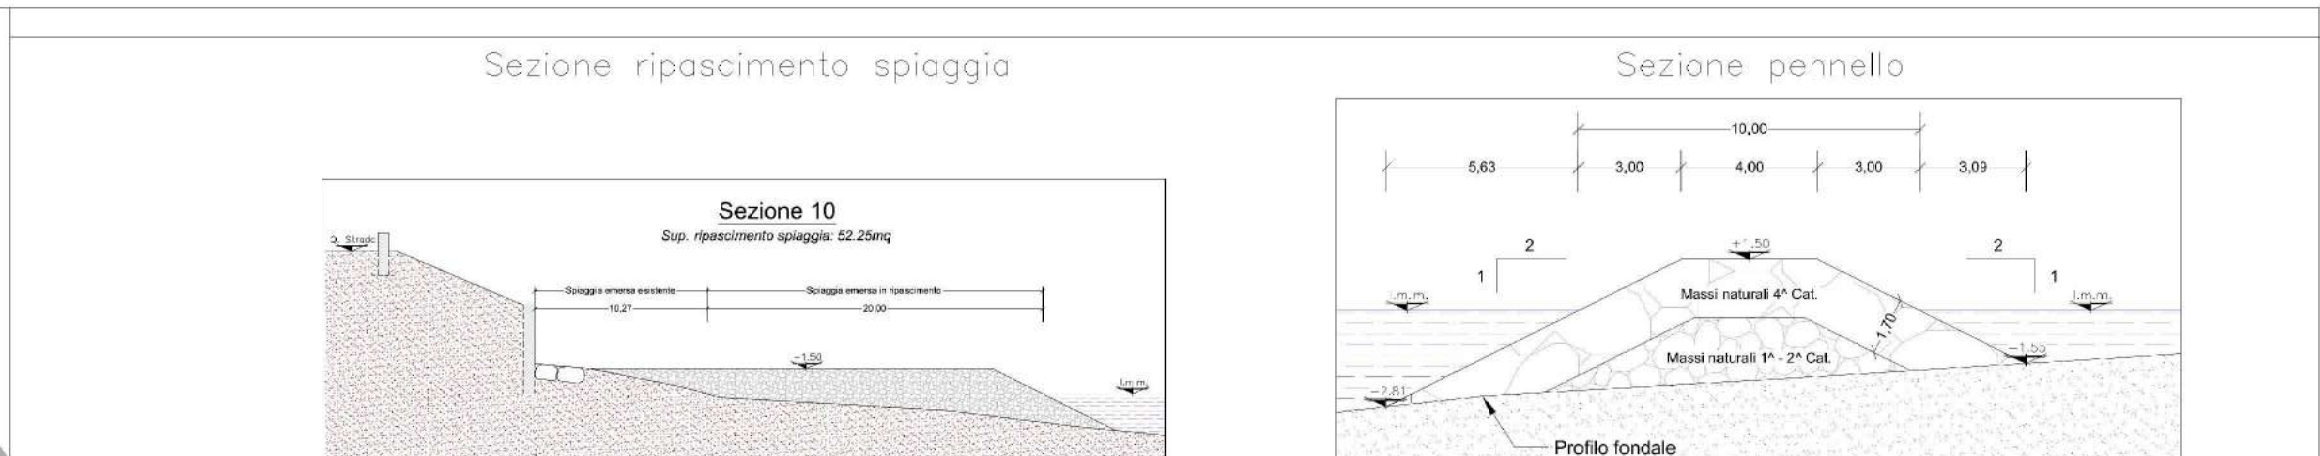 Sezione ripascimento spiaggia
Sezione pennello
Sezione 10
Sup. ripascimento spiaggia: 52.25mq
Q. Strada
Spiaggia emersa esistente
Spiaggia emersa in ripascimento
10,27
20,00
l.m.m.
10,00
5,63
3,00
4,00
3,00
3,09
2
1
+1.50
2
1
l.m.m.
Massi naturali 4^ Cat.
l.m.m.
1,70
Massi naturali 1^ - 2^ Cat.
-2.81
Profilo fondale